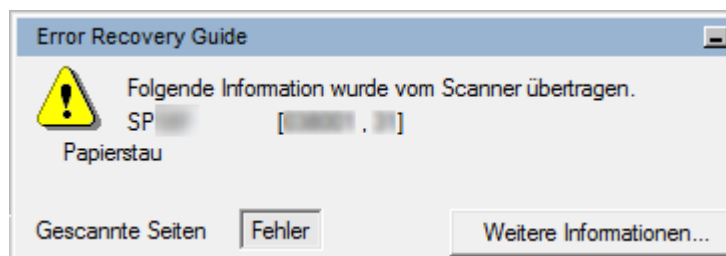 Error Recovery Guide
Folgende Information wurde vom Scanner übertragen.
SP [ , ]
Papierstau
Gescannte Seiten Fehler Weitere Informationen...